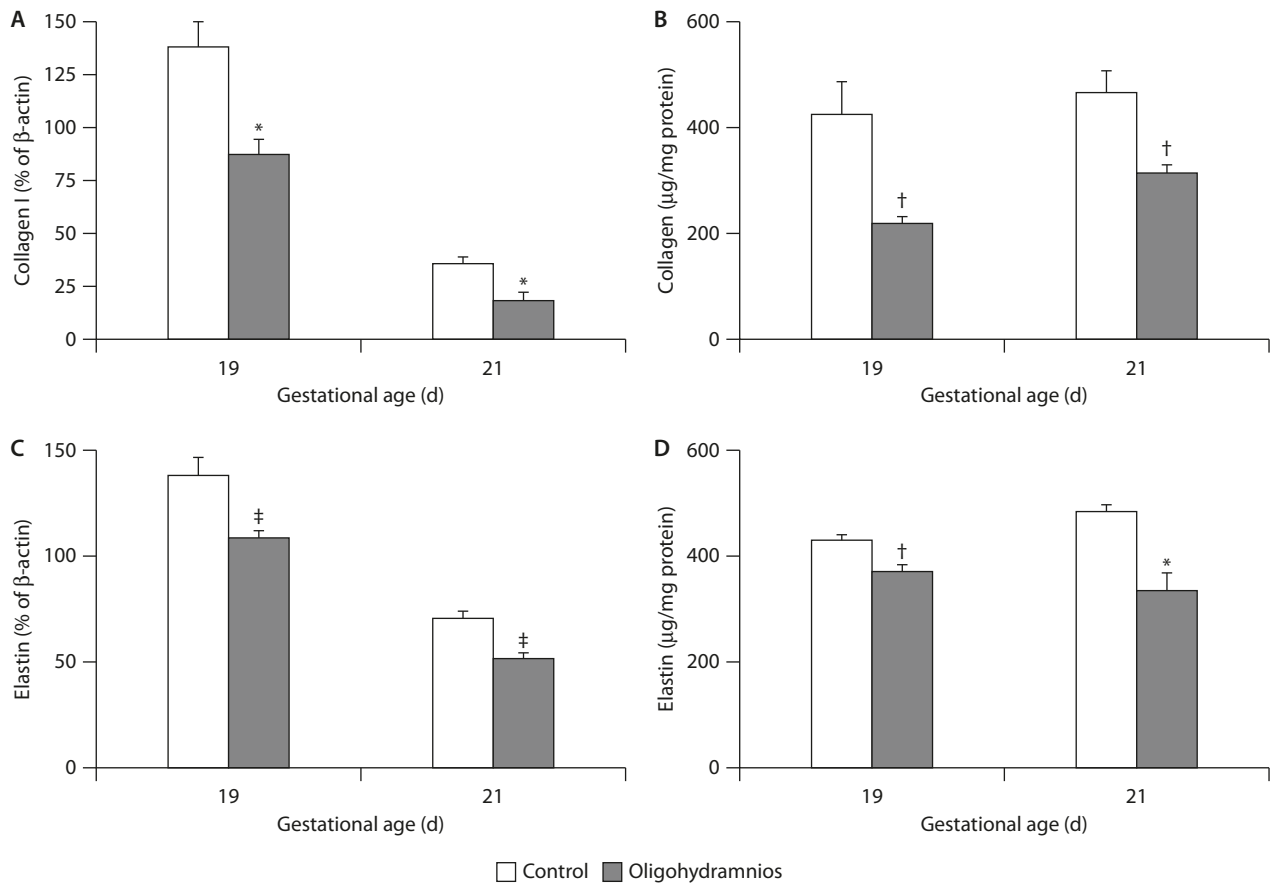 A
Collagen I (% of β-actin)
150
125
100
75
50
25
0
*
*
19
21
Gestational age (d)
B
Collagen (μg/mg protein)
600
400
200
0
†
†
19
21
Gestational age (d)
C
Elastin (% of β-actin)
150
100
50
0
‡
‡
19
21
Gestational age (d)
D
Elastin (μg/mg protein)
600
400
200
0
†
*
19
21
Gestational age (d)
Control Oligohydramnios